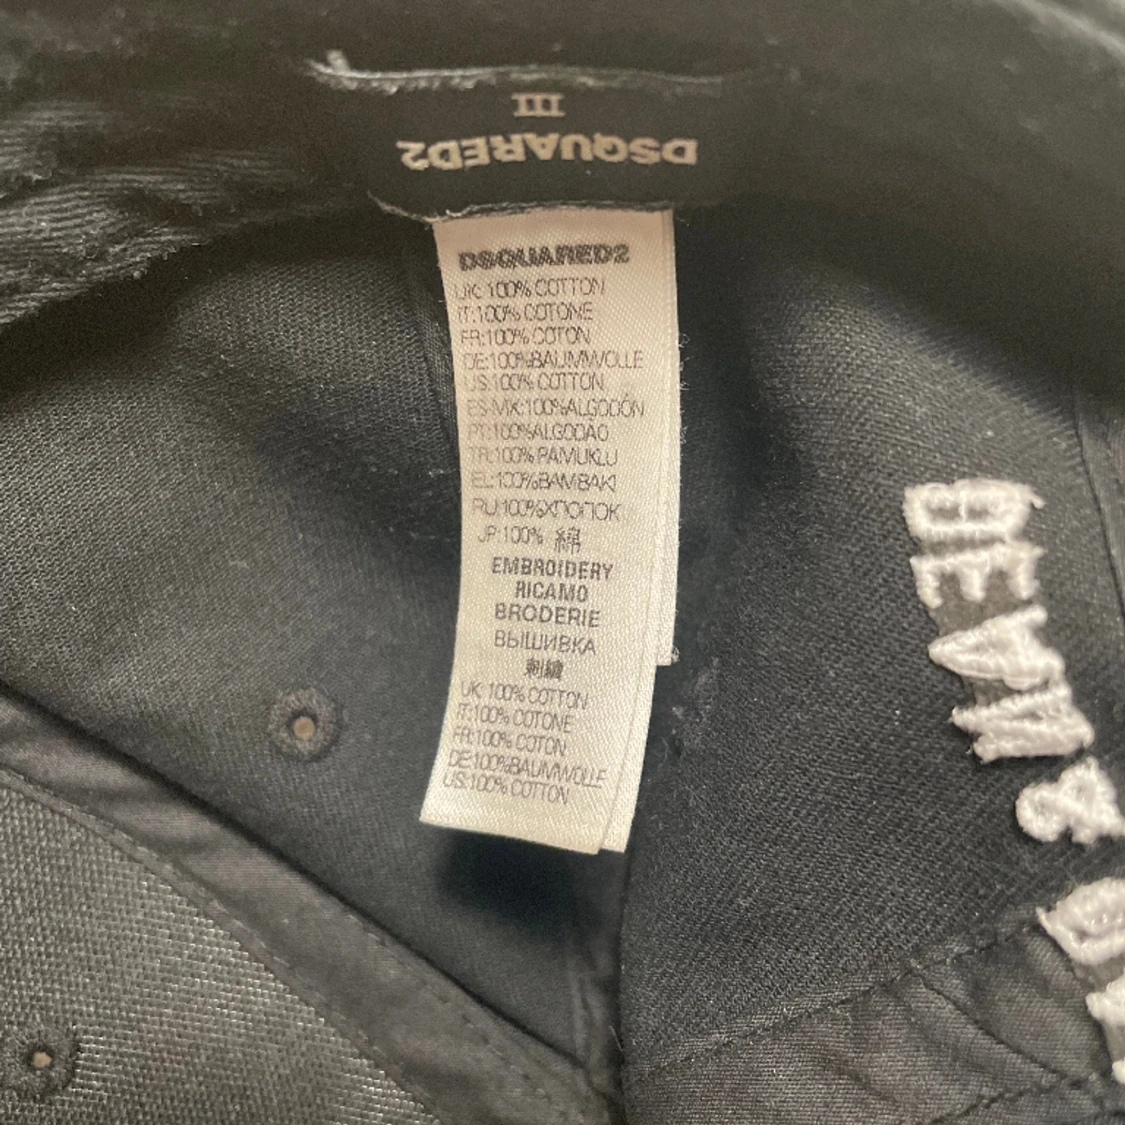 III
DSQUARED2
DSQUARED2
UK: 100% COTTON
IT:100% COTONE
FR:100% COTON
DE:100%BAUMWOLLE
US:100% COTTON
ES-MX:100%ALGODÓN
PT:100%ALGODÃO
TR:100% PAMUKLU
EL:100%BAMBAKI
RU:100%ХПОПОК
JP:100% 綿
EMBROIDERY
RICAMO
BRODERIE
ВЫШИВКА
刺繍
UK: 100% COTTON
IT:100% COTONE
FR:100% COTON
DE:100%BAUMWOLLE
US:100% COTTON